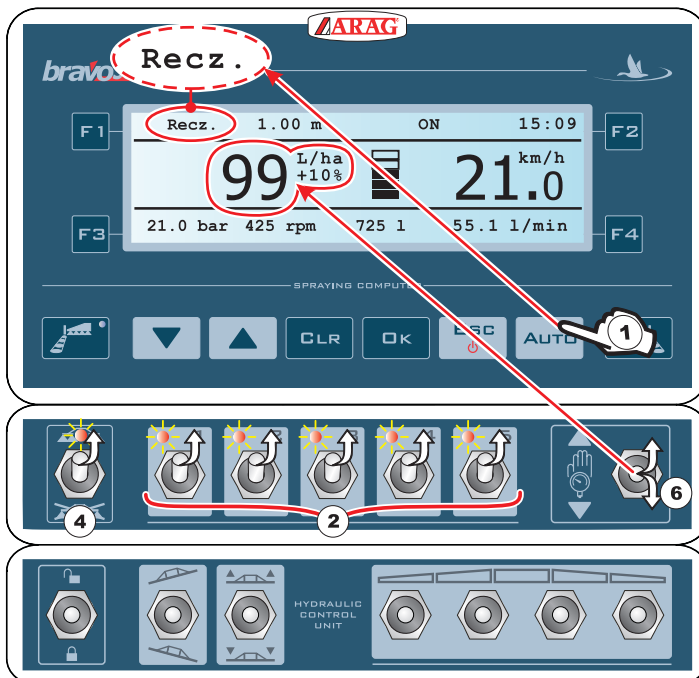 ARAG
bravos
Recz.
F1
F2
Recz. 1.00 m ON 15:09
99 L/ha +10% 21.0 km/h
F3
F4
21.0 bar 425 rpm 725 l 55.1 l/min
SPRAYING COMPUTER
CLR
OK
ESC
AUTO
1
4
2
6
HYDRAULIC
CONTROL
UNIT